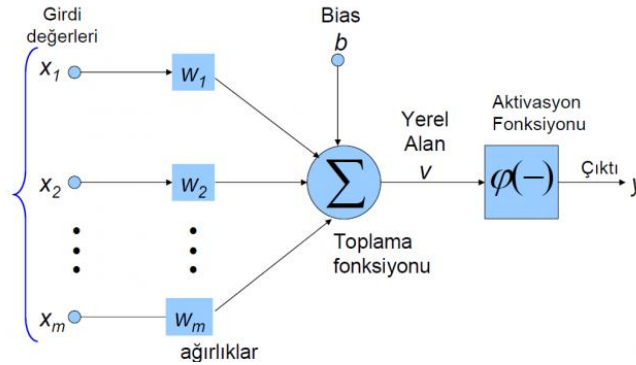 Girdi
değerleri
Bias
b
x1
w1
Yerel
Alan
v
Aktivasyon
Fonksiyonu
x2
w2
∑
φ(−)
Çıktı
y
Toplama
fonksiyonu
xm
wm
ağırlıklar